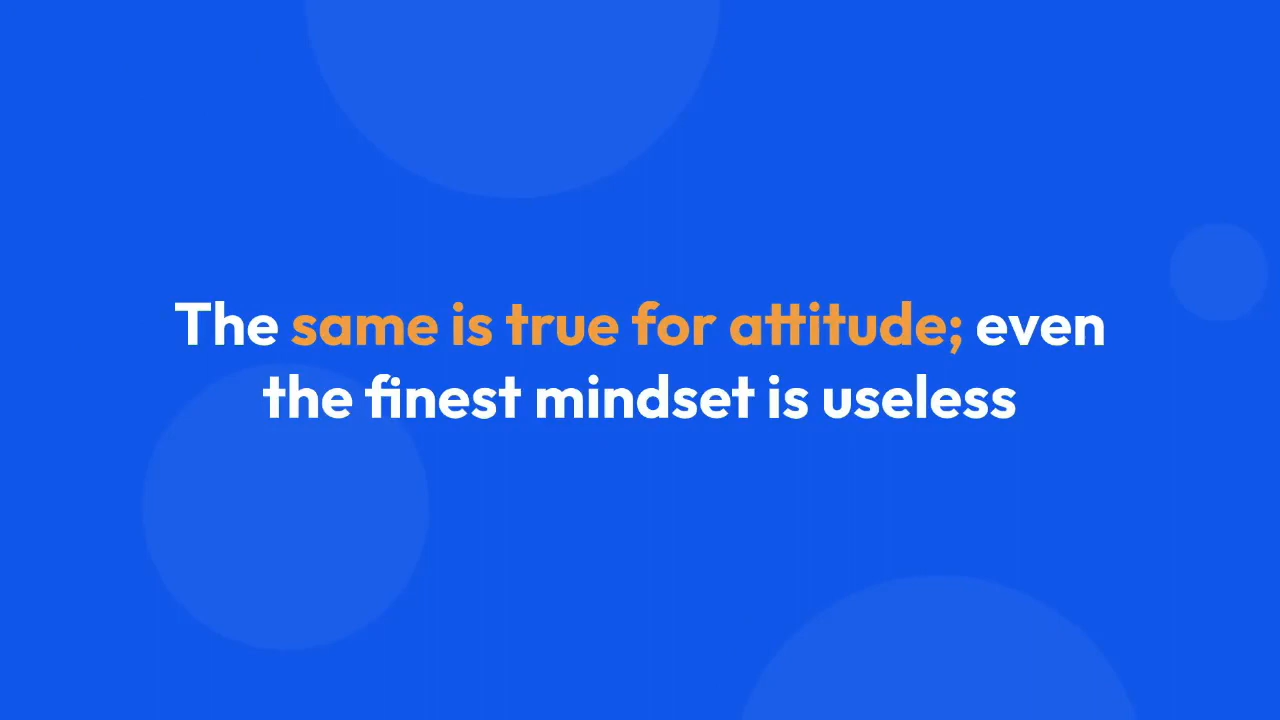 The same is true for attitude; even
the finest mindset is useless